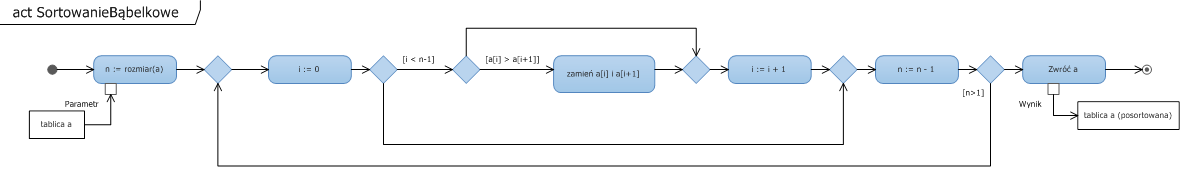 act SortowanieBąbelkowe
n := rozmiar(a)
i := 0
[i < n-1]
[a[i] > a[i+1]]
zamień a[i] i a[i+1]
i := i + 1
n := n - 1
[n>1]
Zwróć a
Parametr
tablica a
Wynik
tablica a (posortowana)